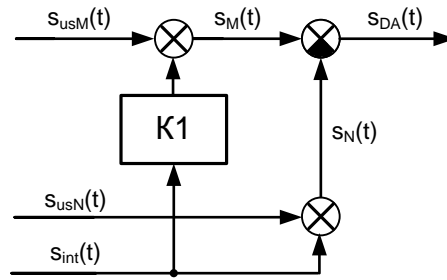 s_usM(t)
s_M(t)
s_DA(t)
K1
s_N(t)
s_usN(t)
s_int(t)